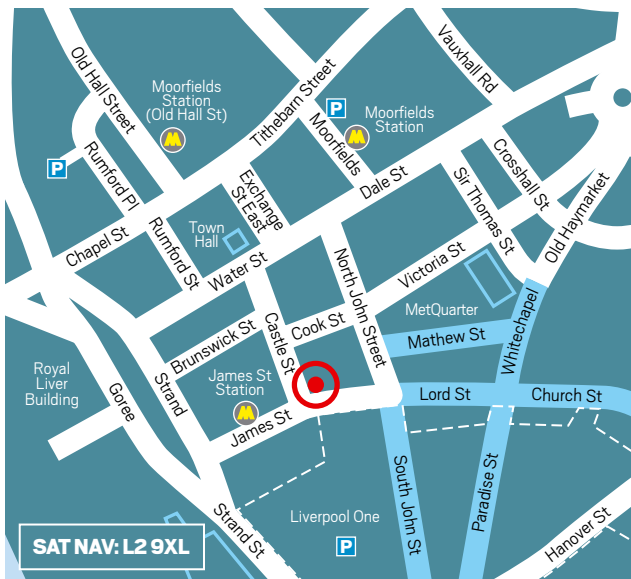 Old Hall Street
Moorfields
Station
(Old Hall St)
Tithebarn Street
Vauxhall Rd
P
Moorfields
Moorfields
Station
P
Rumford Pl
Exchange
St East
Dale St
Crosshall St
Sir Thomas St
Old Haymarket
Chapel St
Rumford St
Town
Hall
Water St
North John Street
Victoria St
MetQuarter
Whitechapel
Brunswick St
Castle St
Cook St
Mathew St
Royal
Liver
Building
Goree
Strand
James St
Station
James St
Lord St
Church St
South John St
Paradise St
Strand St
Liverpool One
P
Hanover St
SAT NAV: L2 9XL